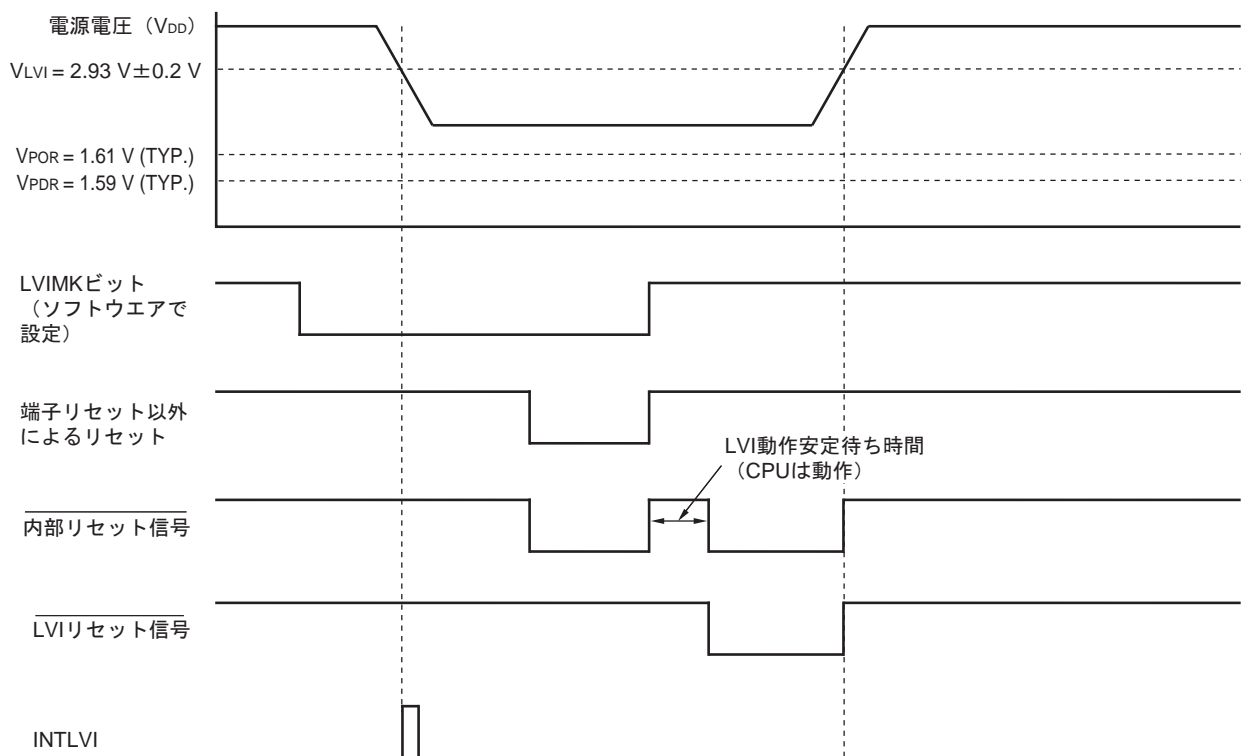 電源電圧（VDD）
VLVI = 2.93 V±0.2 V
VPOR = 1.61 V (TYP.)
VPDR = 1.59 V (TYP.)
LVIMKビット
（ソフトウエアで
設定）
端子リセット以外
によるリセット
LVI動作安定待ち時間
（CPUは動作）
内部リセット信号
LVIリセット信号
INTLVI